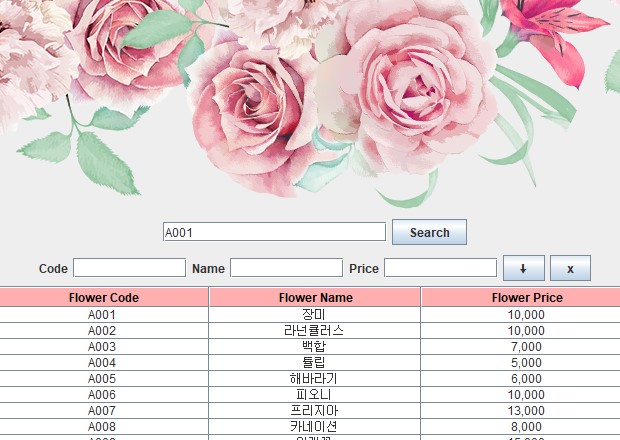 A001 Search
Code Name Price ↓ x
Flower Code Flower Name Flower Price
A001 장미 10,000
A002 라넌큘러스 10,000
A003 백합 7,000
A004 튤립 5,000
A005 해바라기 6,000
A006 피오니 10,000
A007 프리지아 13,000
A008 카네이션 8,000